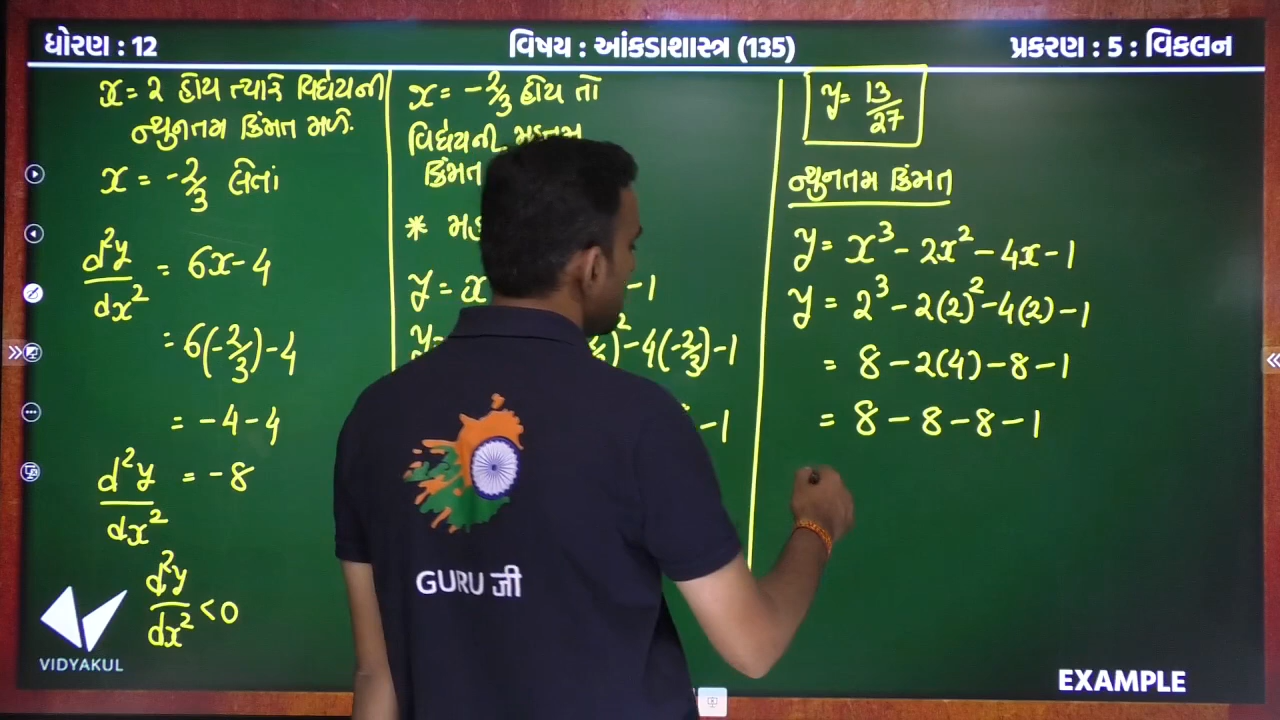 ધોરણ : 12
વિષય : આંકડાશાસ્ત્ર (135)
પ્રકરણ : 5 : વિકલન
x = 2 હોય ત્યારે વિધેયની
ન્યુનતમ કિંમત મળે.
x = -2/3 લેતાં
d²y/dx² = 6x - 4
= 6(-2/3) - 4
= -4 - 4
d²y/dx² = -8
d²y/dx² < 0
x = -2/3 હોય તો
વિધેયની મહત્તમ
કિંમત
*
y =
-1
y =
² - 4(-2/3) - 1
-1
y = 13/27
ન્યુનતમ કિંમત
y = x³ - 2x² - 4x - 1
y = 2³ - 2(2)² - 4(2) - 1
= 8 - 2(4) - 8 - 1
= 8 - 8 - 8 - 1
GURU जी
VIDYAKUL
EXAMPLE